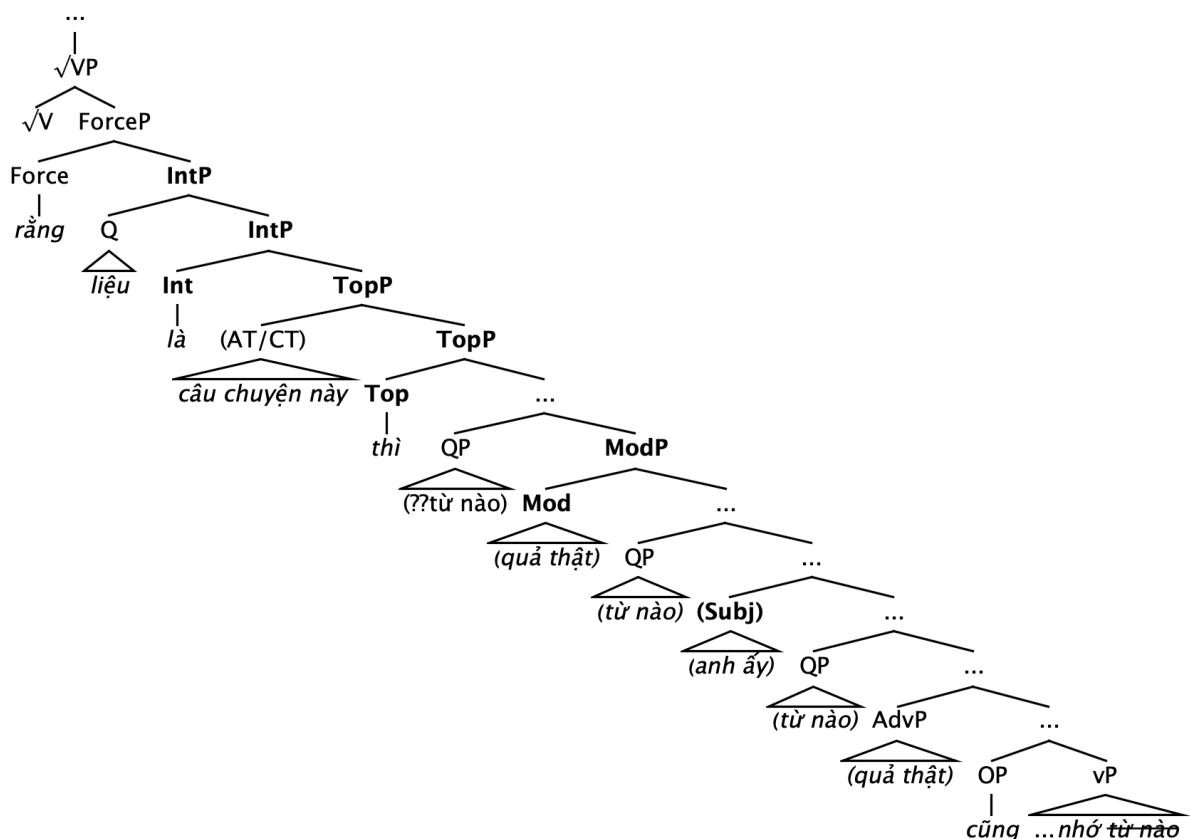 ...
√VP
√V ForceP
Force IntP
rằng Q IntP
liệu Int TopP
là (AT/CT) TopP
câu chuyện này Top ...
thì QP ModP
(??từ nào) Mod ...
(quả thật) QP ...
(từ nào) (Subj) ...
(anh ấy) QP ...
(từ nào) AdvP ...
(quả thật) OP vP
cũng ...nhớ từ nào